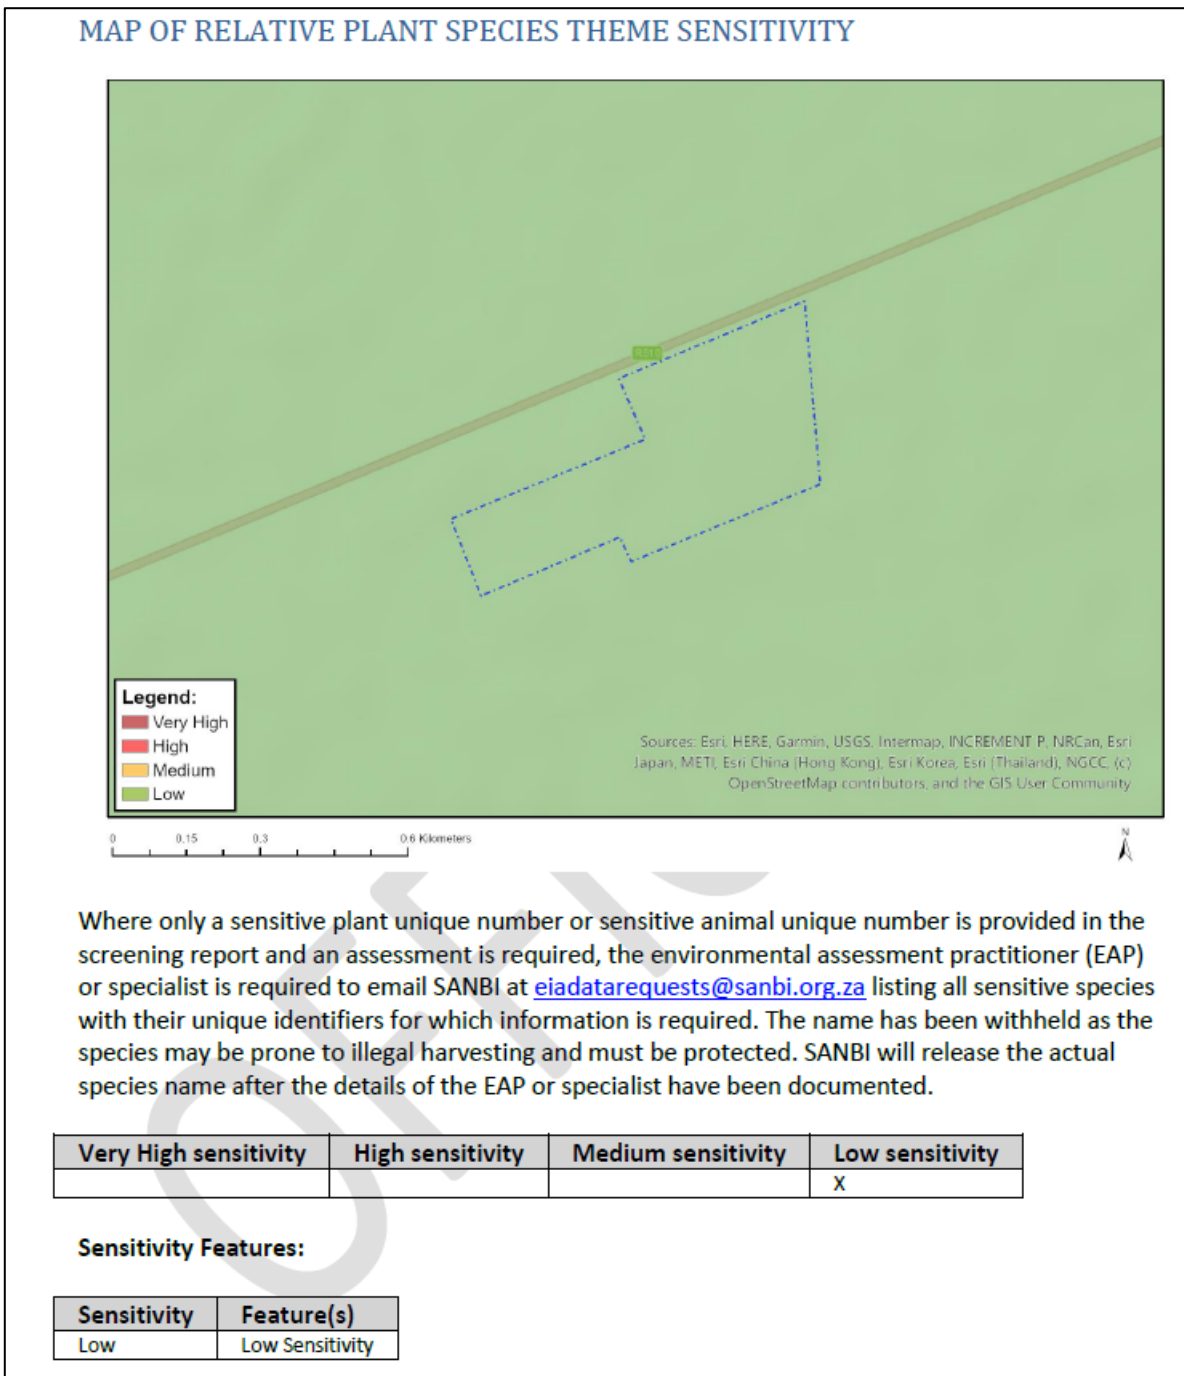 MAP OF RELATIVE PLANT SPECIES THEME SENSITIVITY
Legend:
Very High
High
Medium
Low
Sources: Esri, HERE, Garmin, USGS, Intermap, INCREMENT P, NRCan, Esri
Japan, METI, Esri China (Hong Kong), Esri Korea, Esri (Thailand), NGCC, (c)
OpenStreetMap contributors, and the GIS User Community
0 0.15 0.3 0.6 Kilometers
N
Where only a sensitive plant unique number or sensitive animal unique number is provided in the
screening report and an assessment is required, the environmental assessment practitioner (EAP)
or specialist is required to email SANBI at eiadatarequests@sanbi.org.za listing all sensitive species
with their unique identifiers for which information is required. The name has been withheld as the
species may be prone to illegal harvesting and must be protected. SANBI will release the actual
species name after the details of the EAP or specialist have been documented.
Very High sensitivity High sensitivity Medium sensitivity Low sensitivity
X
Sensitivity Features:
Sensitivity Feature(s)
Low Low Sensitivity